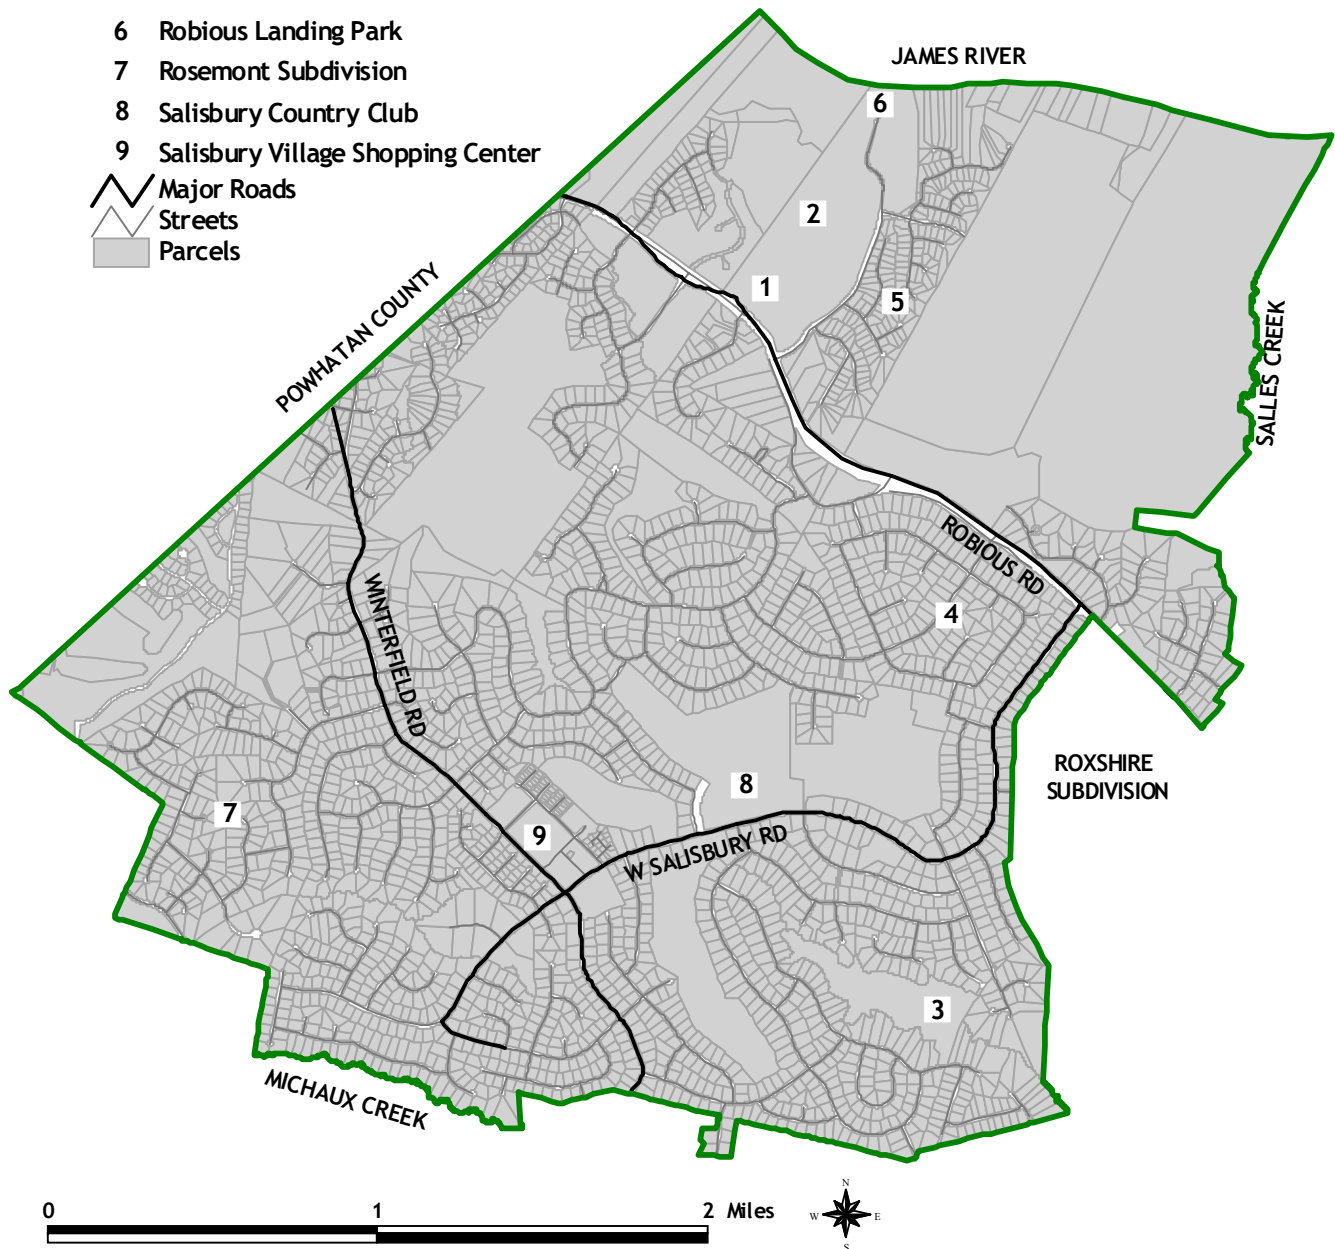 6 Robious Landing Park
7 Rosemont Subdivision
8 Salisbury Country Club
9 Salisbury Village Shopping Center
Major Roads
Streets
Parcels
JAMES RIVER
6
2
1
5
POWHATAN COUNTY
SALLES CREEK
ROBIOUS RD
4
WINTERFIELD RD
ROXSHIRE
SUBDIVISION
8
7
9
W SALISBURY RD
3
MICHAUX CREEK
0 1 2 Miles
N
W E
S